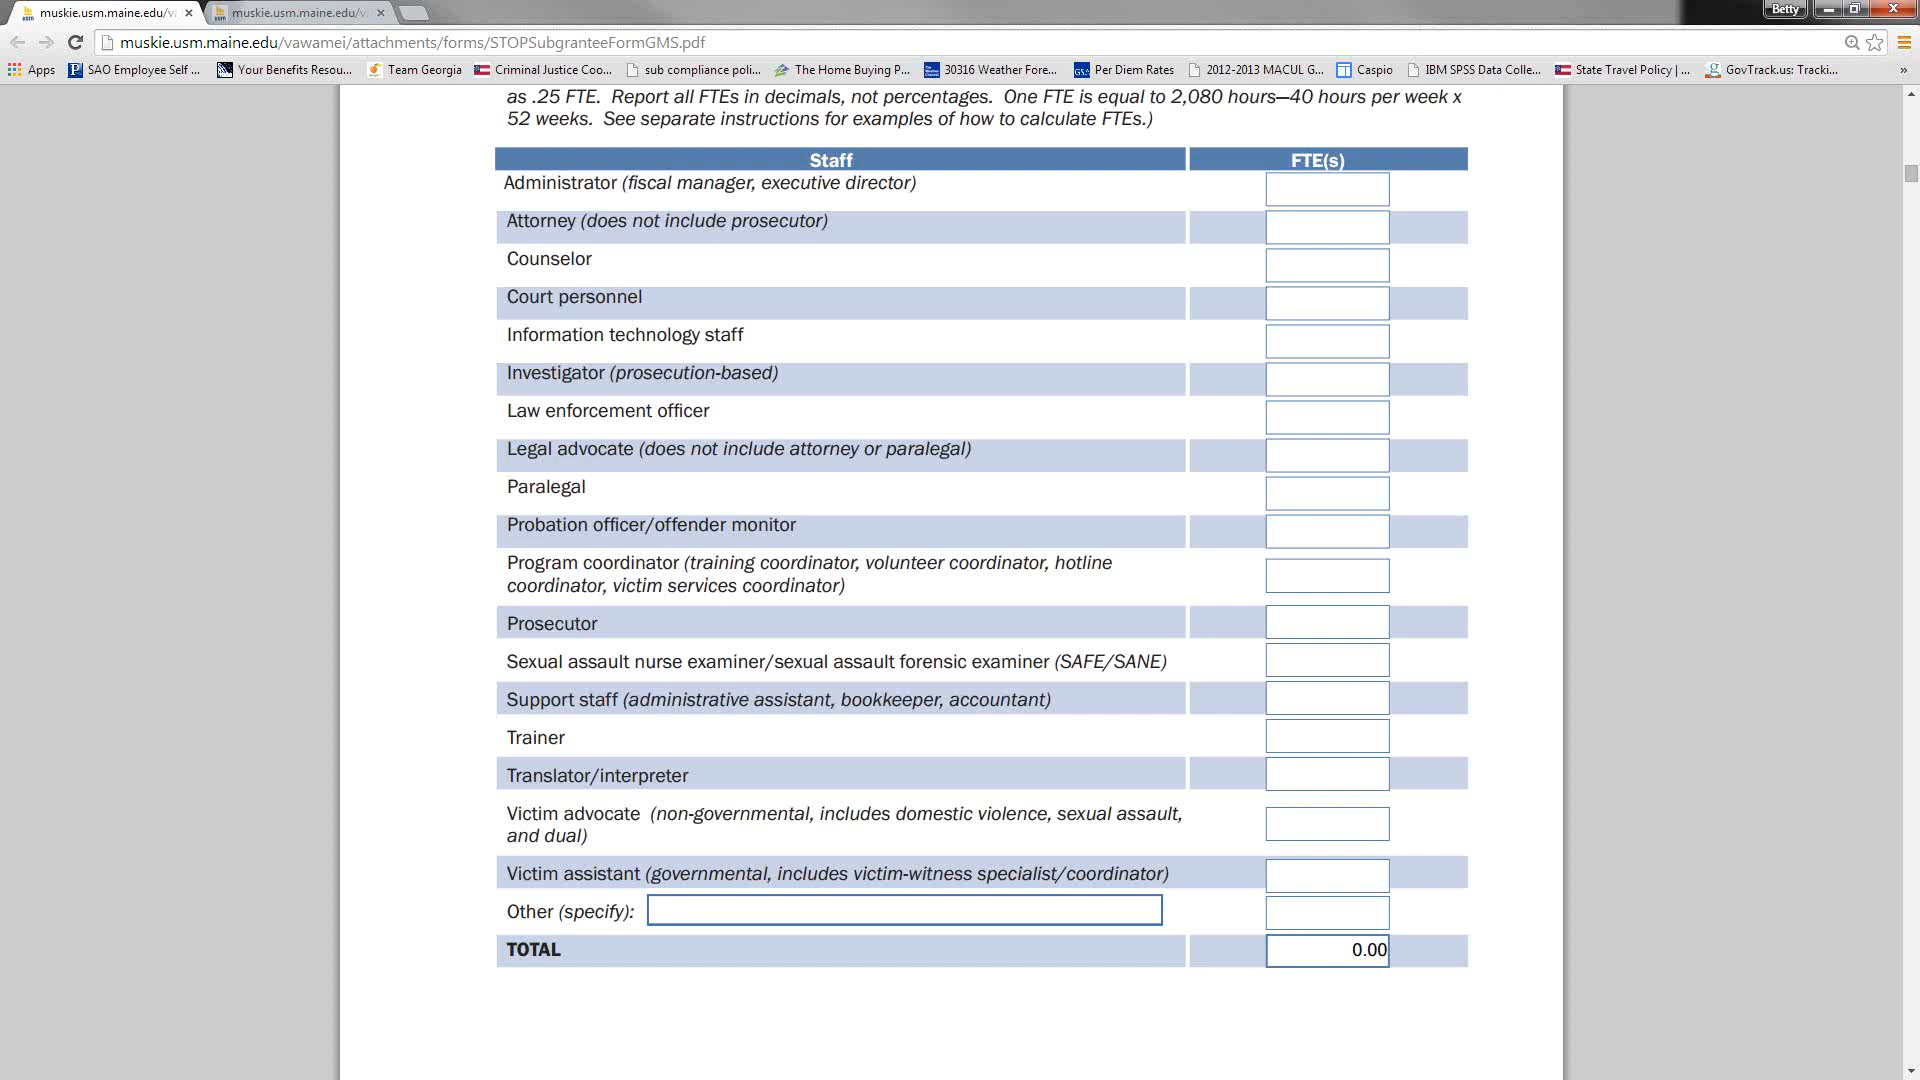 muskie.usm.maine.edu/va
muskie.usm.maine.edu/v
Betty
muskie.usm.maine.edu/vawamei/attachments/forms/STOPSubgranteeFormGMS.pdf
Apps SAO Employee Self ... Your Benefits Resou... Team Georgia Criminal Justice Coo... sub compliance poli... The Home Buying P... 30316 Weather Fore... GSA Per Diem Rates 2012-2013 MACUL G... Caspio IBM SPSS Data Colle... State Travel Policy | ... GovTrack.us: Tracki... »
as .25 FTE. Report all FTEs in decimals, not percentages. One FTE is equal to 2,080 hours—40 hours per week x
52 weeks. See separate instructions for examples of how to calculate FTEs.)
Staff FTE(s)
Administrator (fiscal manager, executive director)
Attorney (does not include prosecutor)
Counselor
Court personnel
Information technology staff
Investigator (prosecution-based)
Law enforcement officer
Legal advocate (does not include attorney or paralegal)
Paralegal
Probation officer/offender monitor
Program coordinator (training coordinator, volunteer coordinator, hotline
coordinator, victim services coordinator)
Prosecutor
Sexual assault nurse examiner/sexual assault forensic examiner (SAFE/SANE)
Support staff (administrative assistant, bookkeeper, accountant)
Trainer
Translator/interpreter
Victim advocate (non-governmental, includes domestic violence, sexual assault,
and dual)
Victim assistant (governmental, includes victim-witness specialist/coordinator)
Other (specify):
TOTAL 0.00